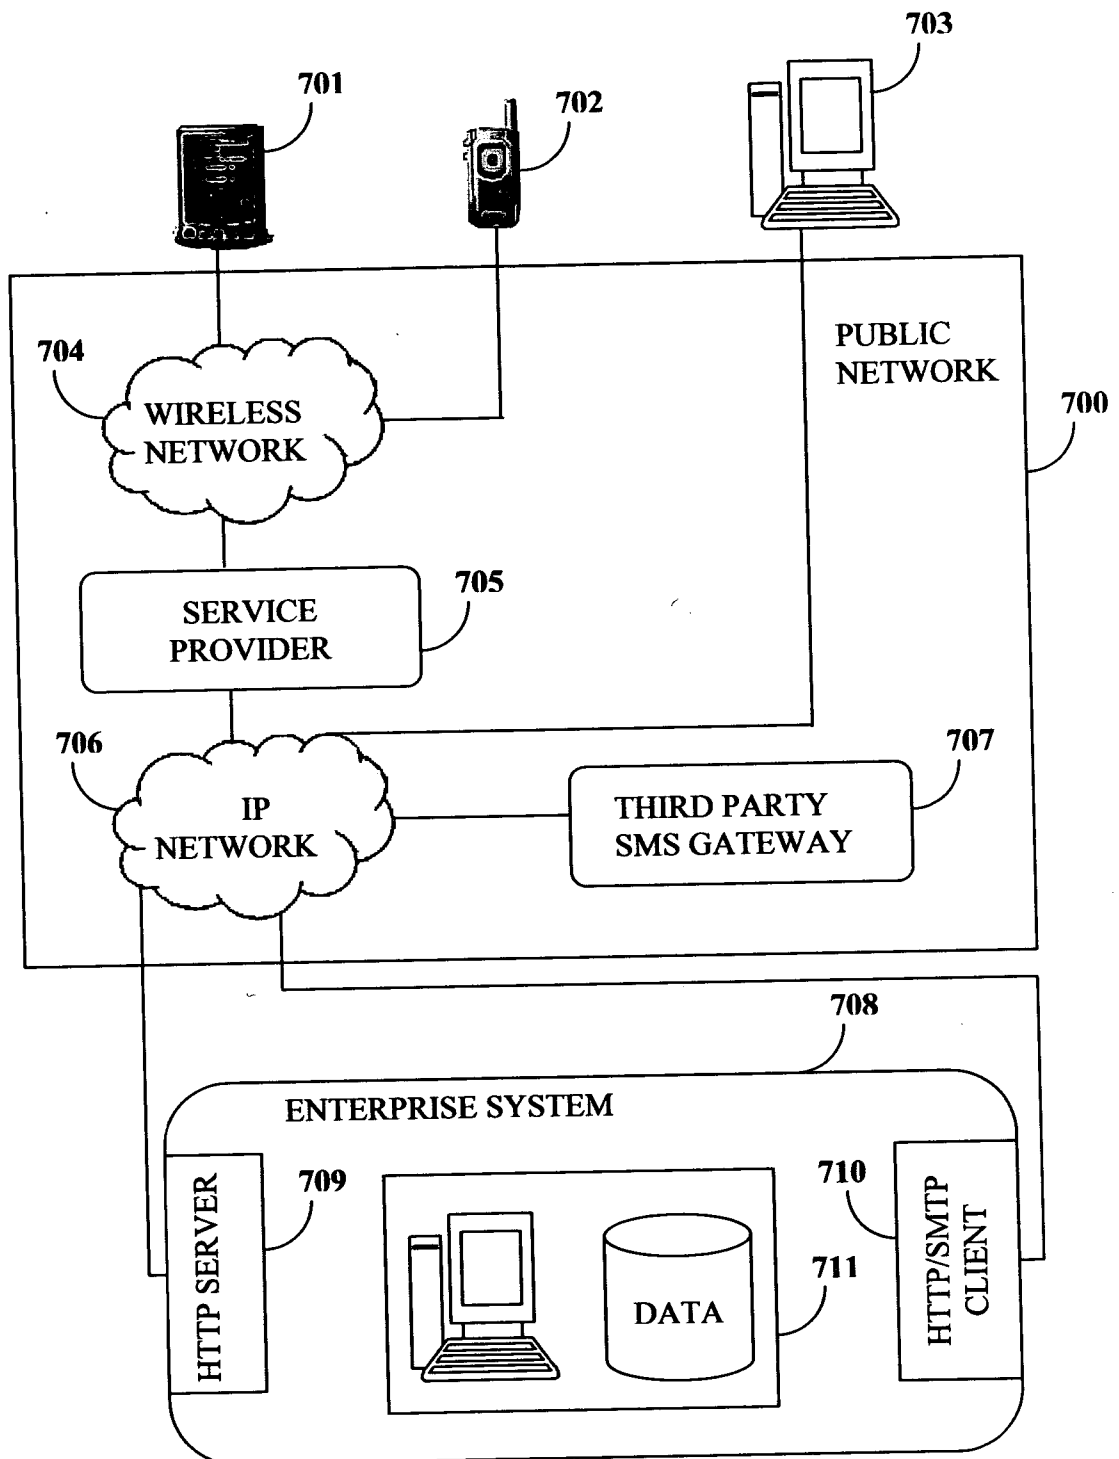 703
701
702
PUBLIC
NETWORK
704
700
WIRELESS
NETWORK
705
SERVICE
PROVIDER
706
707
IP
NETWORK
THIRD PARTY
SMS GATEWAY
708
ENTERPRISE SYSTEM
709
710
HTTP SERVER
HTTP/SMTP
CLIENT
711
DATA